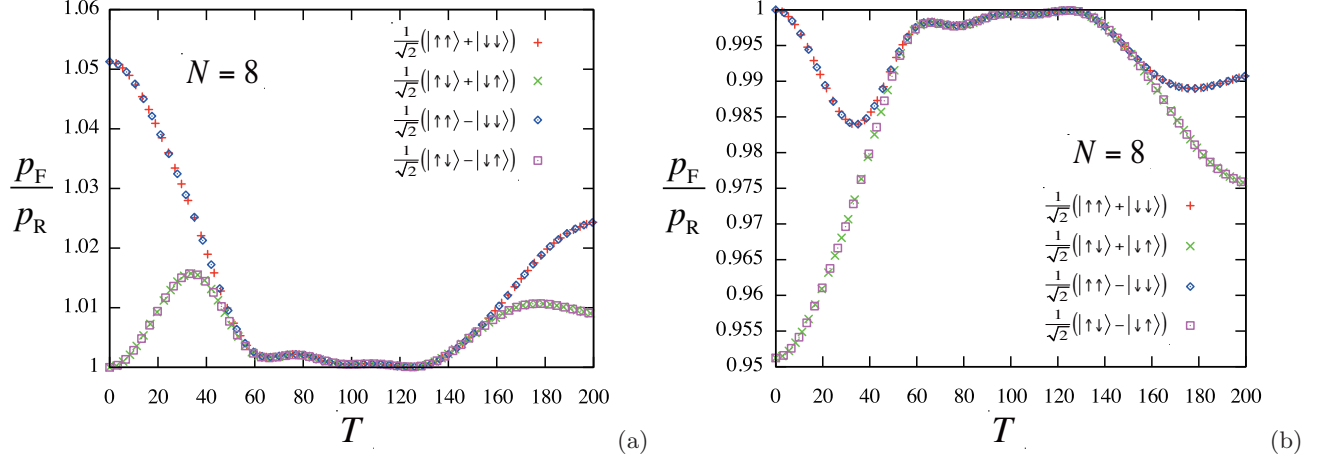 1.06
1.05
1.04
1.03
1.02
1.01
1
0 20 40 60 80 100 120 140 160 180 200
p_F
p_R
T
N = 8
1/√2(|↑↑⟩+|↓↓⟩)
1/√2(|↑↓⟩+|↓↑⟩)
1/√2(|↑↑⟩−|↓↓⟩)
1/√2(|↑↓⟩−|↓↑⟩)
(a)
1
0.995
0.99
0.985
0.98
0.975
0.97
0.965
0.96
0.955
0.95
0 20 40 60 80 100 120 140 160 180 200
p_F
p_R
T
N = 8
1/√2(|↑↑⟩+|↓↓⟩)
1/√2(|↑↓⟩+|↓↑⟩)
1/√2(|↑↑⟩−|↓↓⟩)
1/√2(|↑↓⟩−|↓↑⟩)
(b)